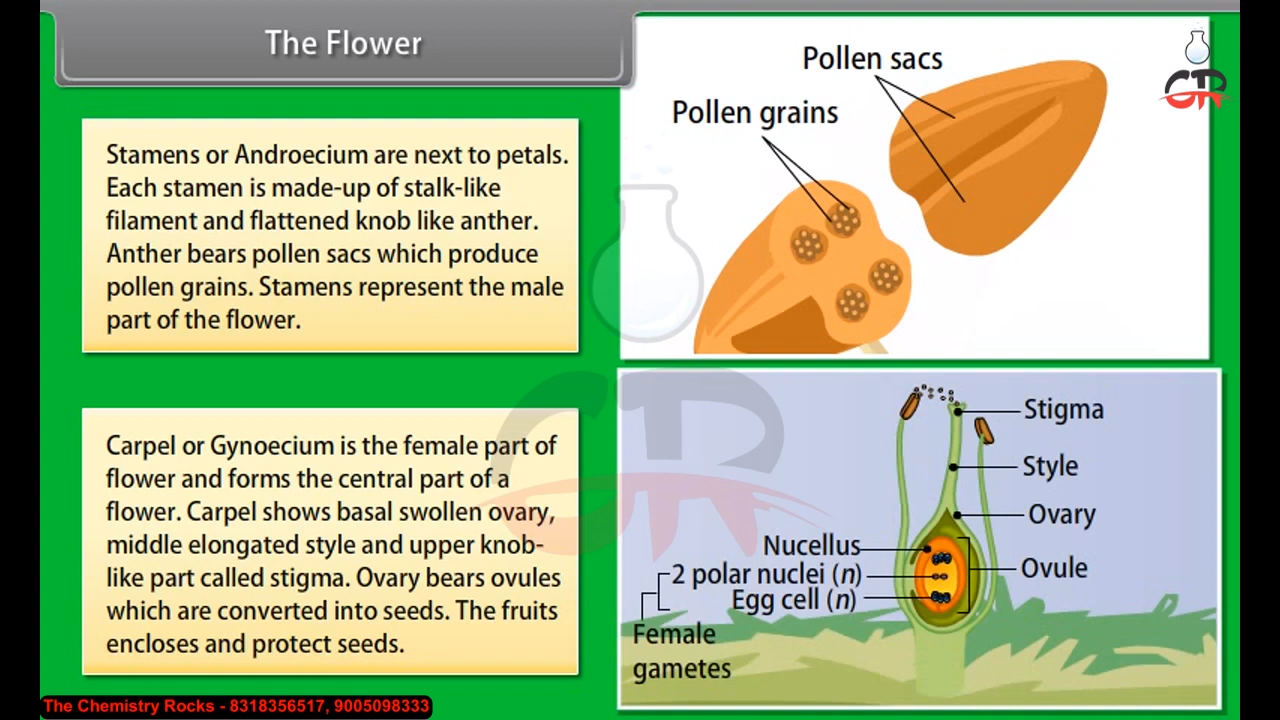 The Flower
Stamens or Androecium are next to petals.
Each stamen is made-up of stalk-like
filament and flattened knob like anther.
Anther bears pollen sacs which produce
pollen grains. Stamens represent the male
part of the flower.
Carpel or Gynoecium is the female part of
flower and forms the central part of a
flower. Carpel shows basal swollen ovary,
middle elongated style and upper knob-
like part called stigma. Ovary bears ovules
which are converted into seeds. The fruits
encloses and protect seeds.
Pollen sacs
Pollen grains
CR
CR
Stigma
Style
Ovary
Ovule
Nucellus
2 polar nuclei (n)
Egg cell (n)
Female
gametes
The Chemistry Rocks - 8318356517, 9005098333